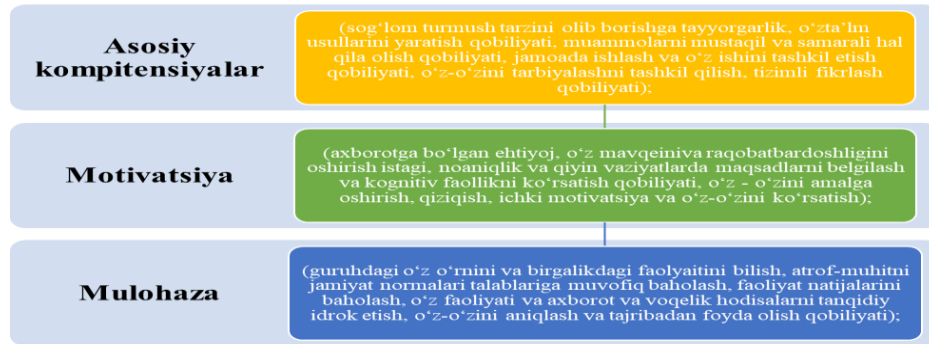 Asosiy
kompitensiyalar
(sog‘lom turmush tarzini olib borishga tayyorgarlik, o‘zta’lm
usullarini yaratish qobiliyati, muammolarni mustaqil va samarali hal
qila olish qobiliyati, jamoada ishlash va o‘z ishini tashkil etish
qobiliyati, o‘z-o‘zini tarbiyalashni tashkil qilish, tizimli fikrlash
qobiliyati);
Motivatsiya
(axborotga bo‘lgan ehtiyoj, o‘z mavqeiniva raqobatbardoshligini
oshirish istagi, noaniqlik va qiyin vaziyatlarda maqsadlarni belgilash
va kognitiv faollikni ko‘rsatish qobiliyati, o‘z - o‘zini amalga
oshirish, qiziqish, ichki motivatsiya va o‘z-o‘zini ko‘rsatish);
Mulohaza
(guruhdagi o‘z o‘rnini va birgalikdagi faolyaitini bilish, atrof-muhitni
jamiyat normalari talablariga muvofiq baholash, faoliyat natijalarini
baholash, o‘z faoliyati va axborot va voqelik hodisalarni tanqidiy
idrok etish, o‘z-o‘zini aniqlash va tajribadan foyda olish qobiliyati);